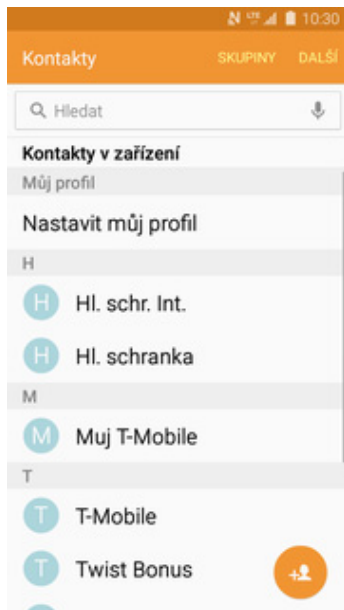 10:30
Kontakty SKUPINY DALŠÍ
Hledat
Kontakty v zařízení
Můj profil
Nastavit můj profil
H
H Hl. schr. Int.
H Hl. schranka
M
M Muj T-Mobile
T
T T-Mobile
T Twist Bonus